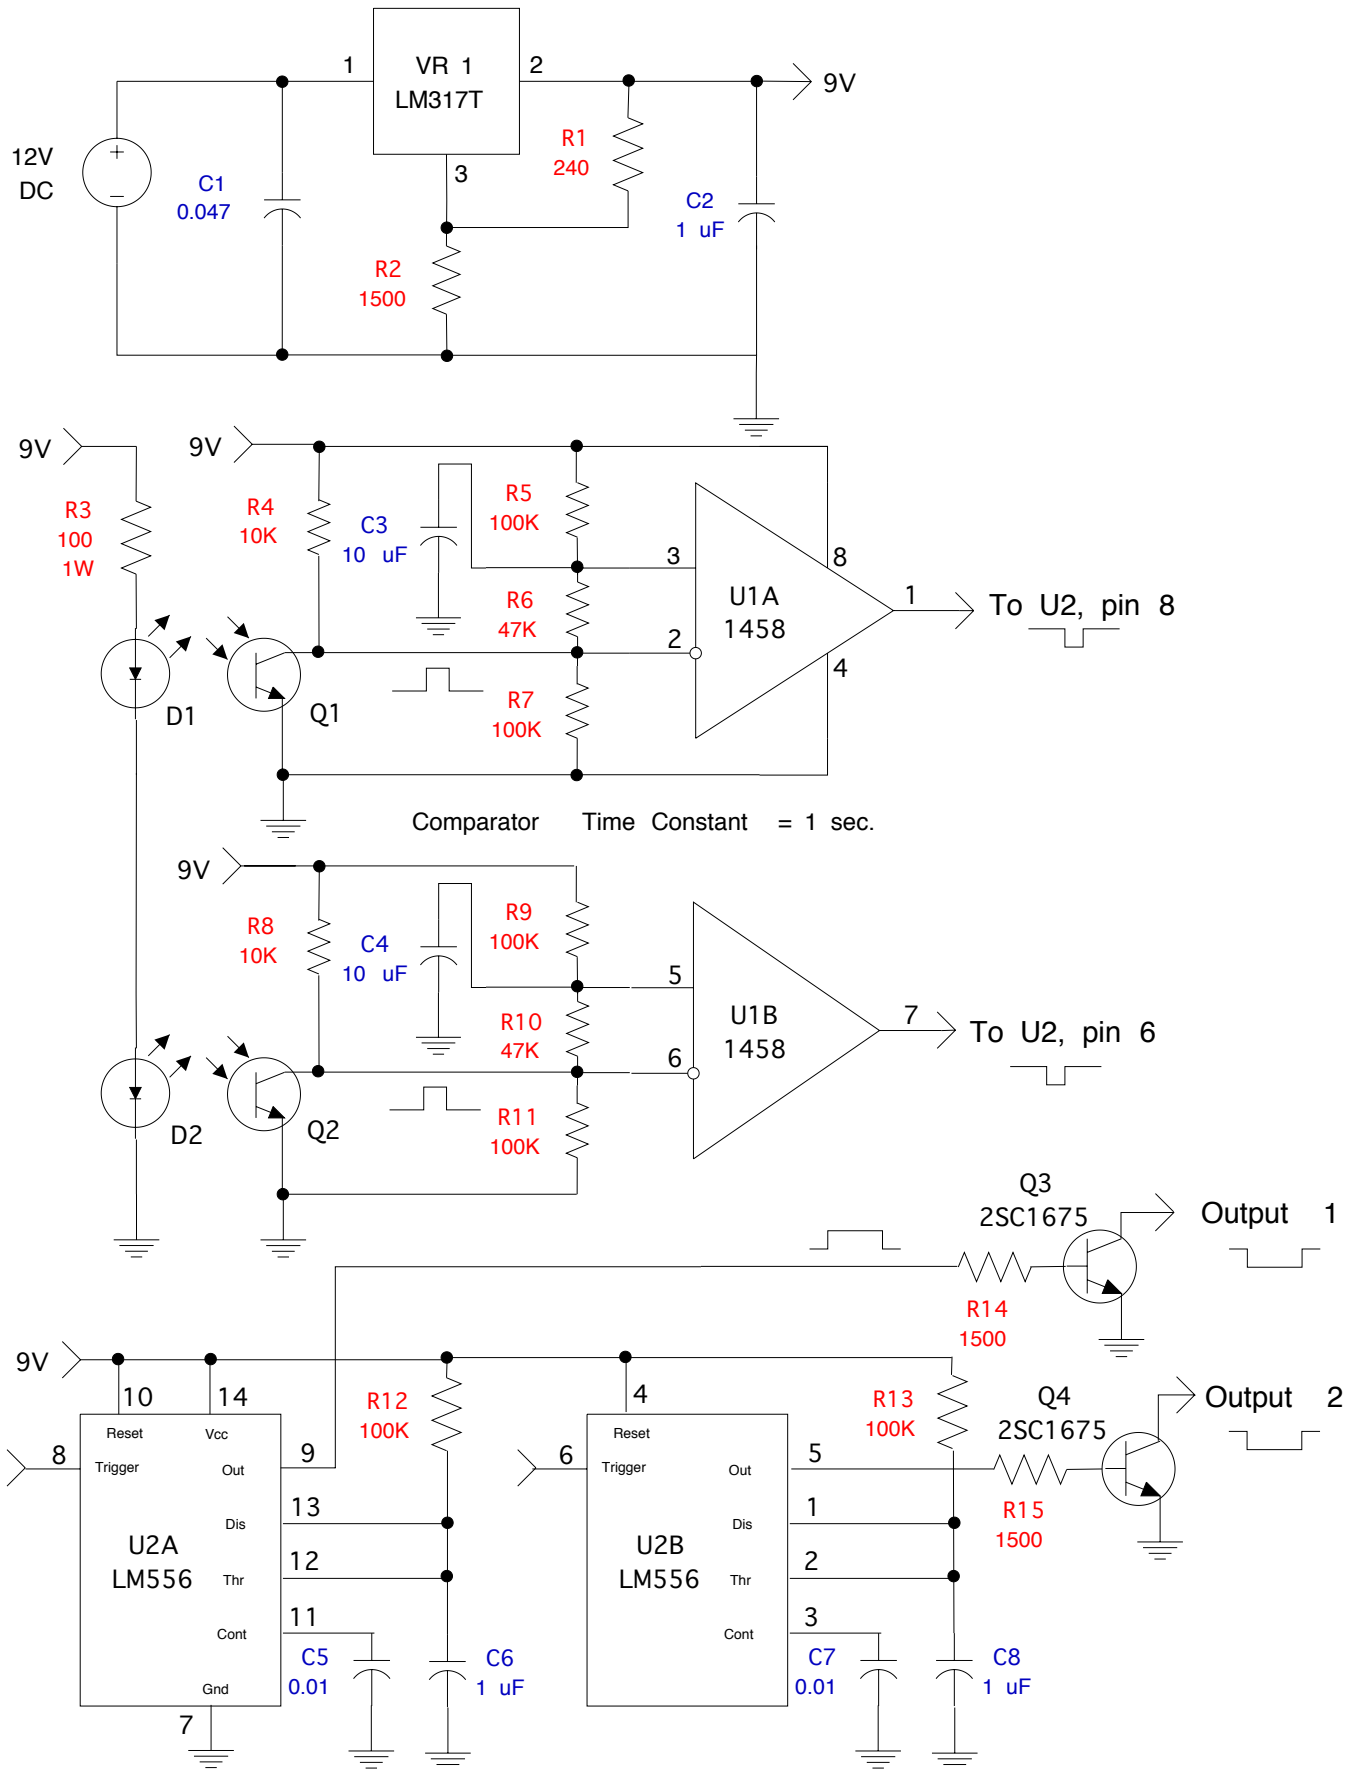 1
VR 1
LM317T
2
9V
R1
240
12V
DC
C1
0.047
3
C2
1 uF
R2
1500
9V
9V
R3
100
1W
R4
10K
C3
10 uF
R5
100K
3
8
U1A
1458
1
To U2, pin 8
R6
47K
2
4
D1
Q1
R7
100K
Comparator Time Constant = 1 sec.
9V
R8
10K
C4
10 uF
R9
100K
5
U1B
1458
7
To U2, pin 6
R10
47K
6
D2
Q2
R11
100K
Q3
2SC1675
Output 1
R14
1500
9V
10
14
R12
100K
4
R13
100K
Q4
2SC1675
Output 2
8
Reset
Vcc
Trigger
Out
9
6
Reset
Trigger
Out
5
R15
1500
13
Dis
U2A
LM556
12
Thr
11
Cont
C5
0.01
C6
1 uF
Gnd
7
1
Dis
U2B
LM556
2
Thr
3
Cont
C7
0.01
C8
1 uF